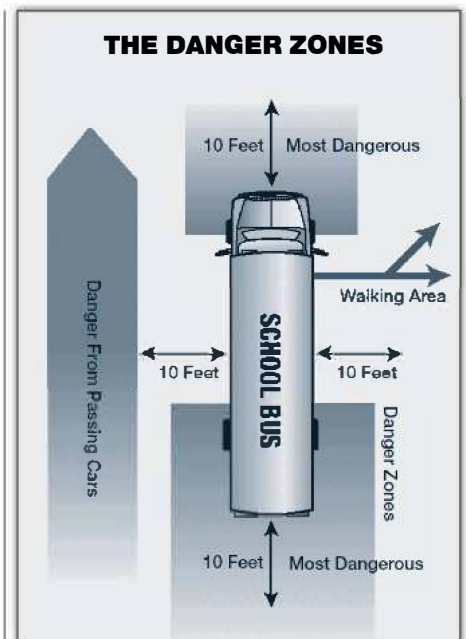 THE DANGER ZONES
10 Feet
Most Dangerous
Walking Area
Danger From Passing Cars
SCHOOL BUS
10 Feet
10 Feet
Danger Zones
10 Feet
Most Dangerous